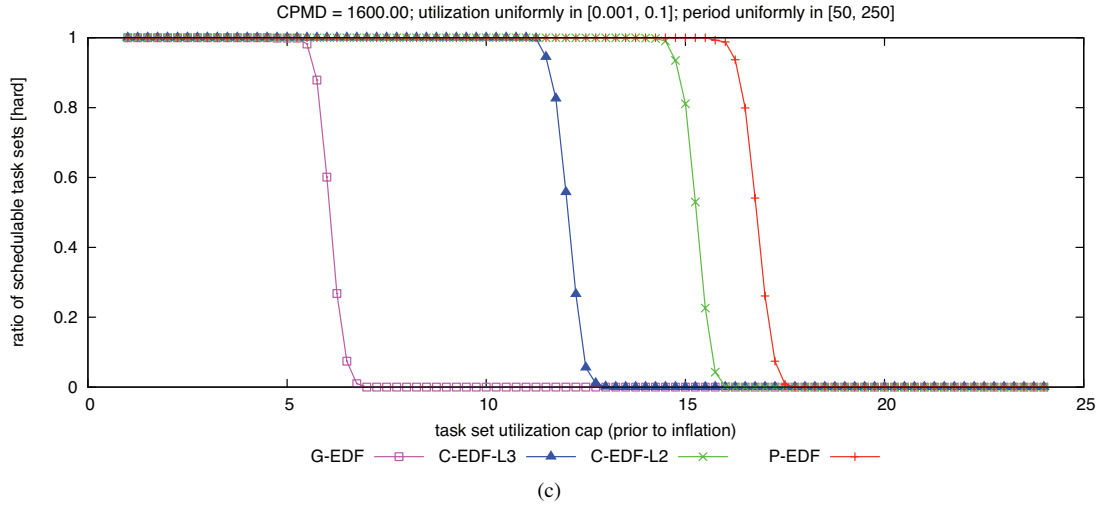 CPMD = 1600.00; utilization uniformly in [0.001, 0.1]; period uniformly in [50, 250]
1
0.8
0.6
0.4
0.2
0
ratio of schedulable task sets [hard]
0 5 10 15 20 25
task set utilization cap (prior to inflation)
G-EDF C-EDF-L3 C-EDF-L2 P-EDF
(c)